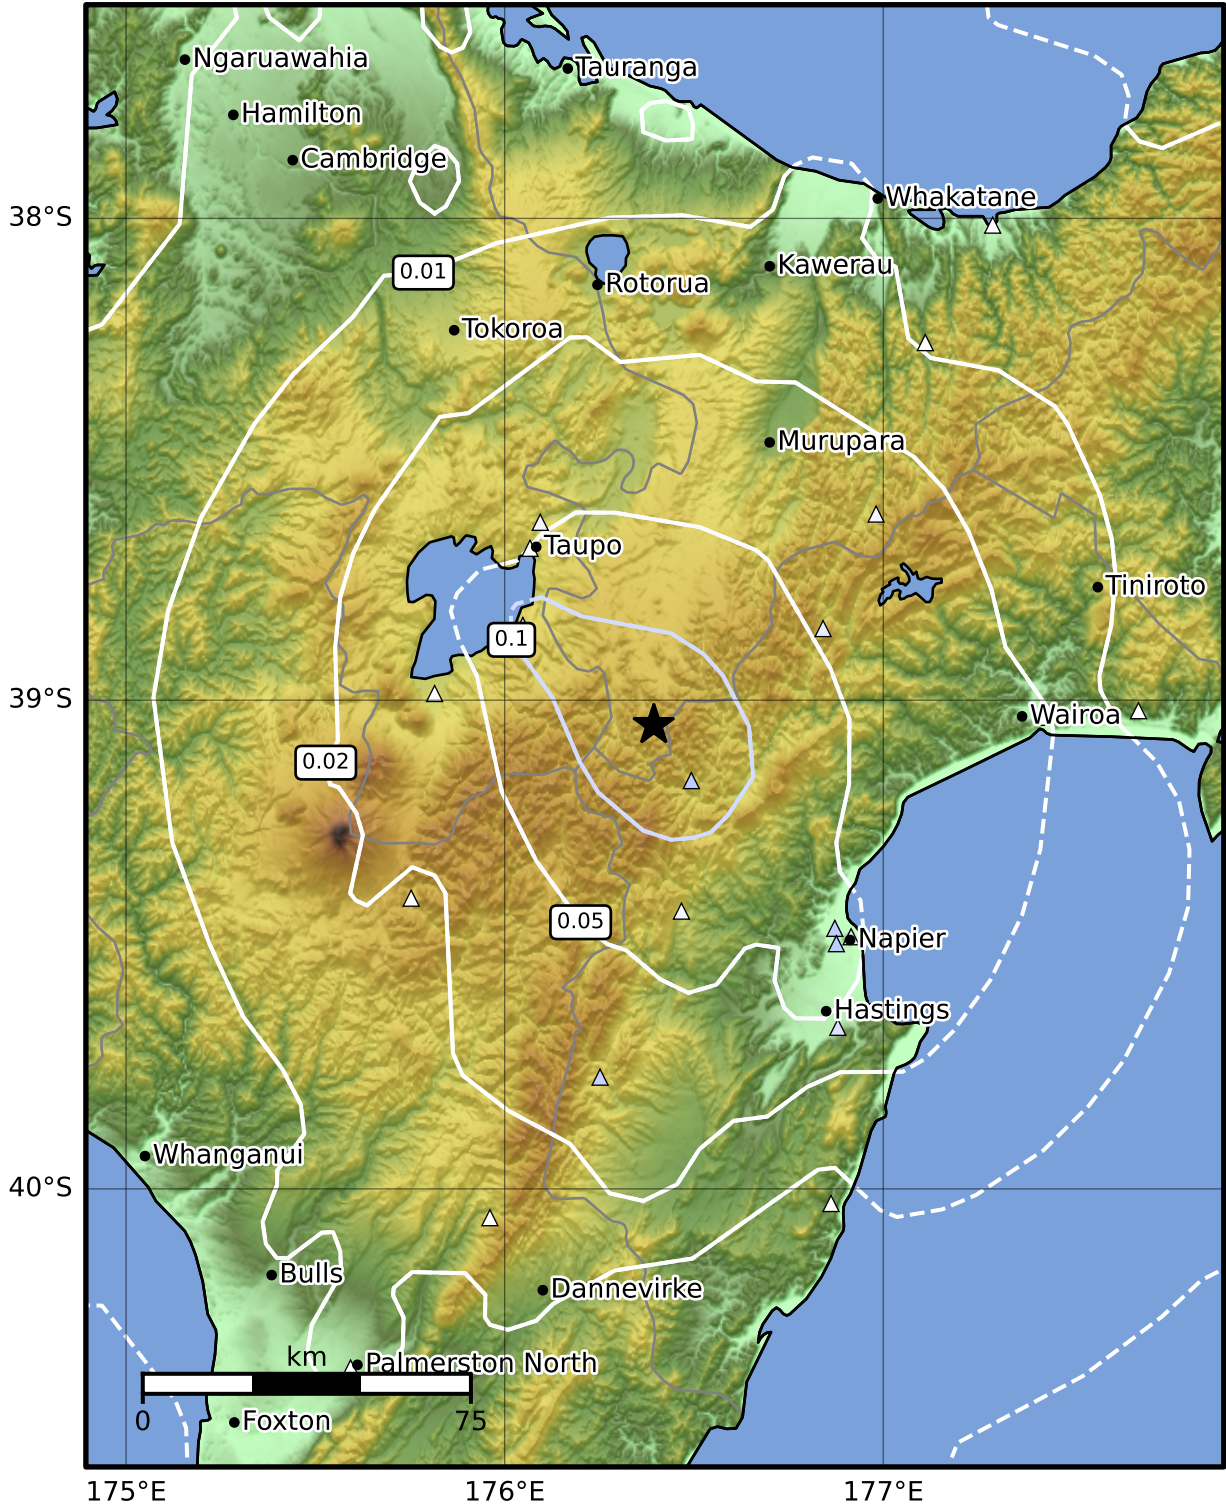 Ngaruawahia
Tauranga
Hamilton
Cambridge
Whakatane
38°S
0.01
Kawerau
Rotorua
Tokoroa
Murupara
Taupo
Tiniroto
0.1
39°S
Wairoa
0.02
0.05
Napier
Hastings
Whanganui
40°S
Bulls
Dannevirke
km
Palmerston North
0
75
Foxton
175°E
176°E
177°E